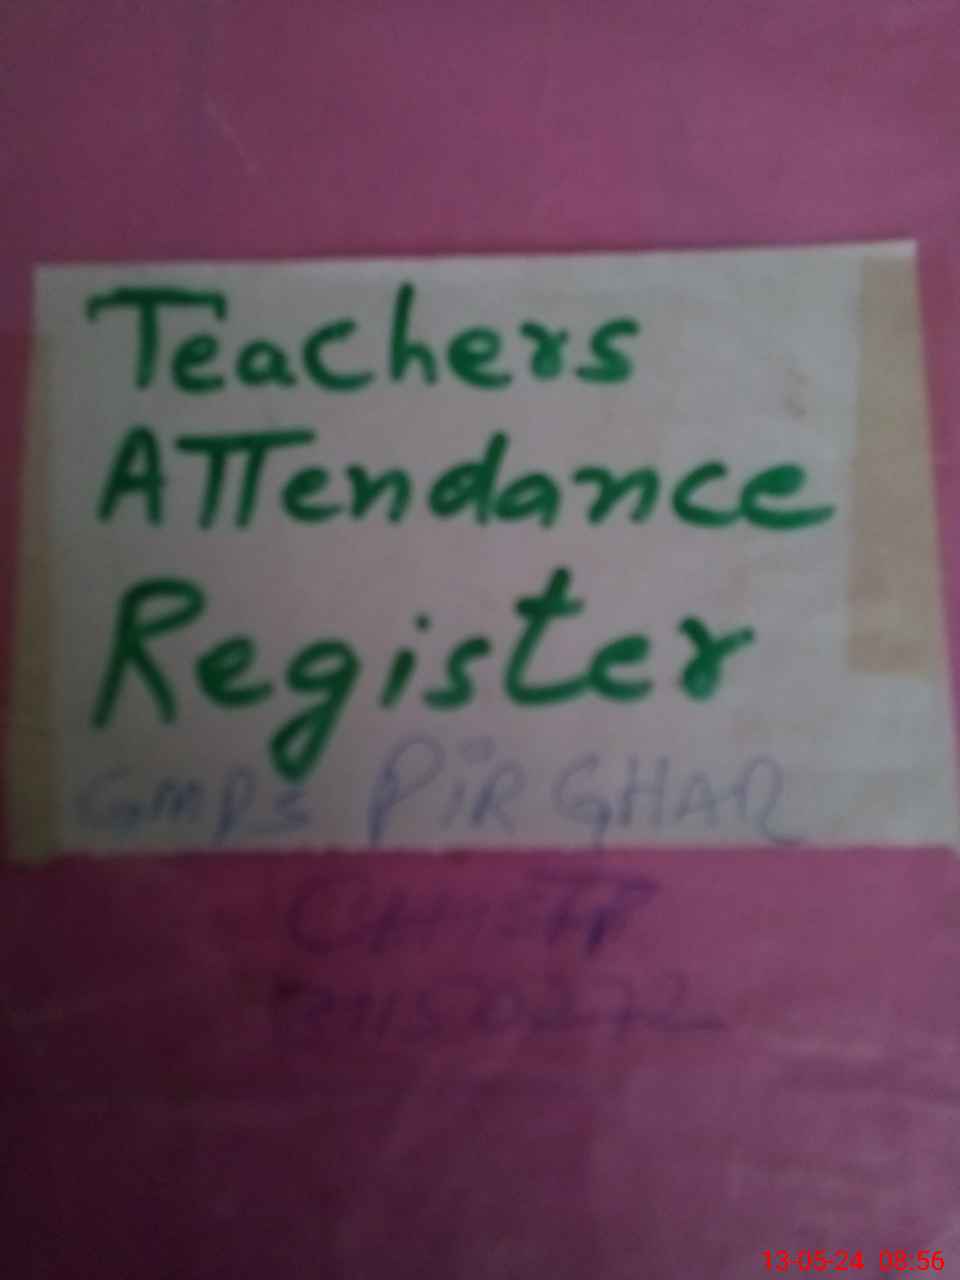 Teachers
ATTendance
Register
GMPS PiR GHAR
13-05-24 08:56